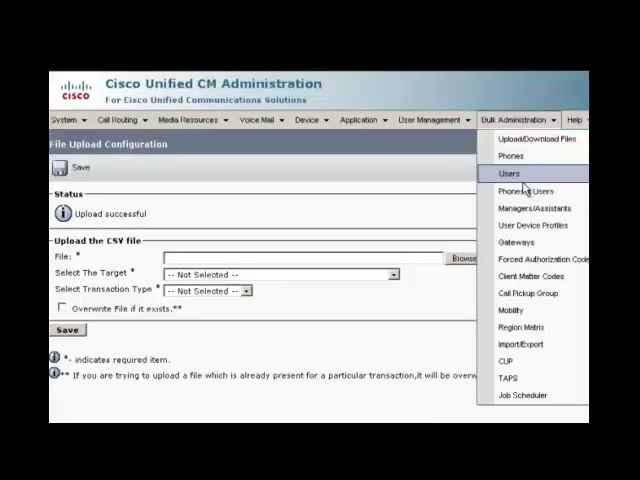 Cisco Unified CM Administration
CISCO
For Cisco Unified Communications Solutions
System Call Routing Media Resources Voice Mail Device Application User Management Bulk Administration Help
File Upload Configuration
Save
Status
Upload successful
Upload the CSV file
File: * Browse
Select The Target * -- Not Selected --
Select Transaction Type * -- Not Selected --
Overwrite File if it exists.**
Save
*- indicates required item.
** If you are trying to upload a file which is already present for a particular transaction,it will be overw
Upload/Download Files
Phones
Users
Phones Users
Managers/Assistants
User Device Profiles
Gateways
Forced Authorization Code
Client Matter Codes
Call Pickup Group
Mobility
Region Matrix
Import/Export
CUP
TAPS
Job Scheduler